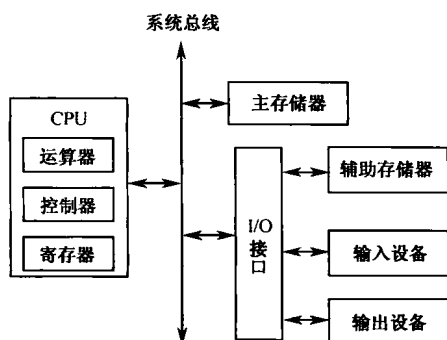 系统总线
CPU
运算器
控制器
寄存器
主存储器
I/O
接口
辅助存储器
输入设备
输出设备